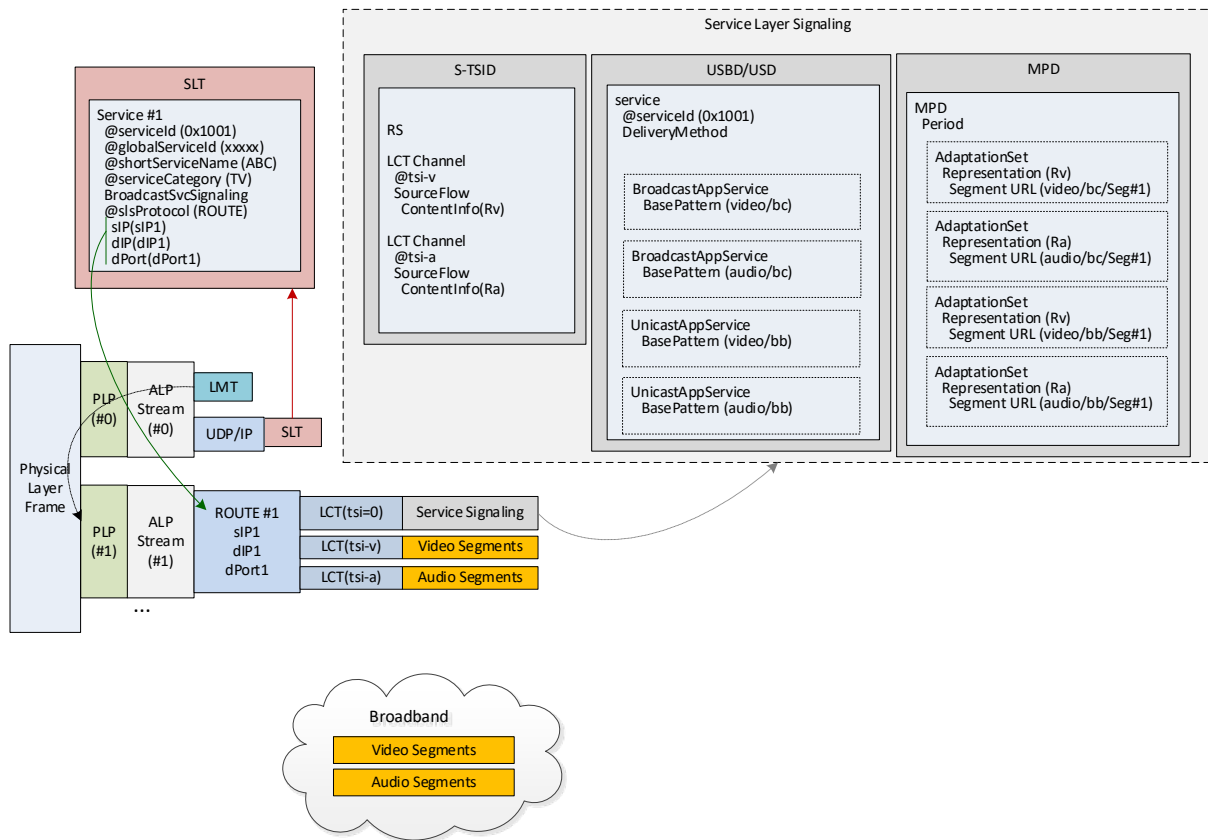 Service Layer Signaling
SLT
Service #1
@serviceId (0x1001)
@globalServiceId (xxxxx)
@shortServiceName (ABC)
@serviceCategory (TV)
BroadcastSvcSignaling
@slsProtocol (ROUTE)
sIP(sIP1)
dIP(dIP1)
dPort(dPort1)
S-TSID
RS
LCT Channel
@tsi-v
SourceFlow
ContentInfo(Rv)
LCT Channel
@tsi-a
SourceFlow
ContentInfo(Ra)
USBD/USD
service
@serviceId (0x1001)
DeliveryMethod
BroadcastAppService
BasePattern (video/bc)
BroadcastAppService
BasePattern (audio/bc)
UnicastAppService
BasePattern (video/bb)
UnicastAppService
BasePattern (audio/bb)
MPD
MPD
Period
AdaptationSet
Representation (Rv)
Segment URL (video/bc/Seg#1)
AdaptationSet
Representation (Ra)
Segment URL (audio/bc/Seg#1)
AdaptationSet
Representation (Rv)
Segment URL (video/bb/Seg#1)
AdaptationSet
Representation (Ra)
Segment URL (audio/bb/Seg#1)
Physical
Layer
Frame
PLP
(#0)
ALP
Stream
(#0)
LMT
UDP/IP
SLT
PLP
(#1)
ALP
Stream
(#1)
ROUTE #1
sIP1
dIP1
dPort1
LCT(tsi=0)
Service Signaling
LCT(tsi-v)
Video Segments
LCT(tsi-a)
Audio Segments
...
Broadband
Video Segments
Audio Segments